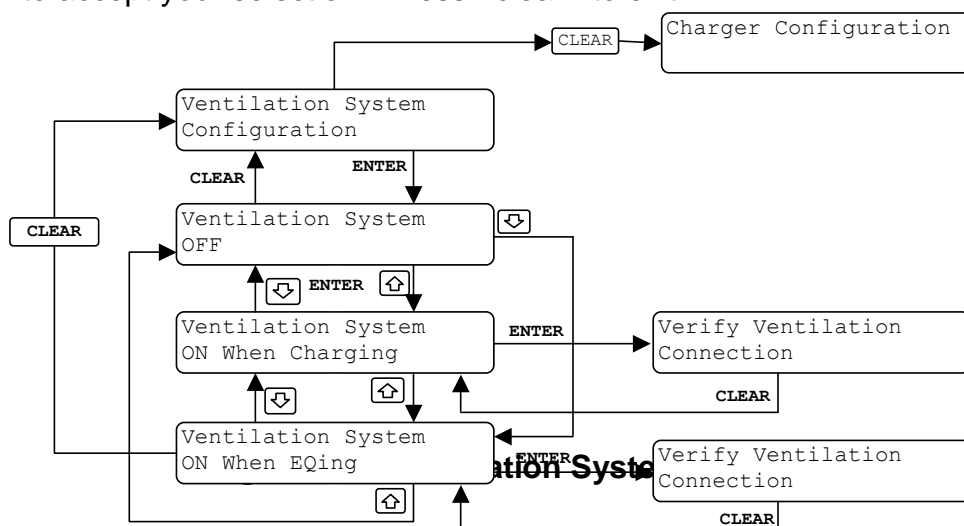 CLEAR
Charger Configuration
Ventilation System
Configuration
CLEAR
ENTER
CLEAR
Ventilation System
OFF
ENTER
Ventilation System
ON When Charging
ENTER
Verify Ventilation
Connection
CLEAR
Ventilation System
ON When EQing
ENTER
Verify Ventilation
Connection
CLEAR